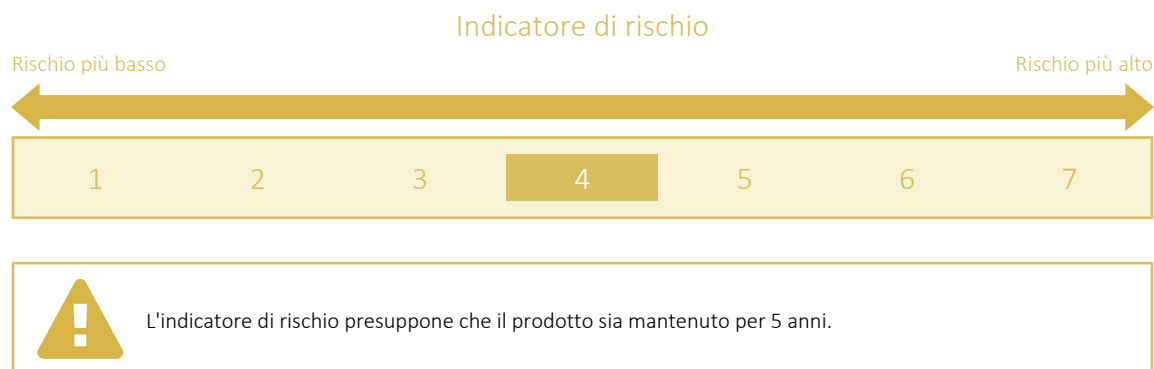 Indicatore di rischio
Rischio più basso Rischio più alto
1 2 3 4 5 6 7
L'indicatore di rischio presuppone che il prodotto sia mantenuto per 5 anni.